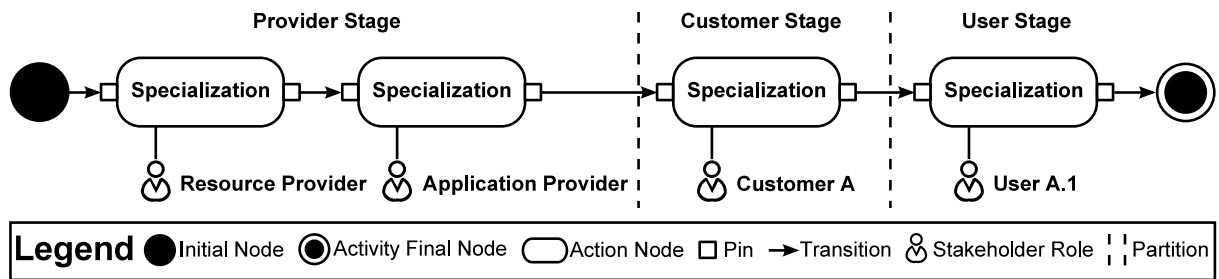 Provider Stage Customer Stage User Stage
Specialization Specialization Specialization Specialization
Resource Provider Application Provider Customer A User A.1
Legend Initial Node Activity Final Node Action Node Pin Transition Stakeholder Role Partition